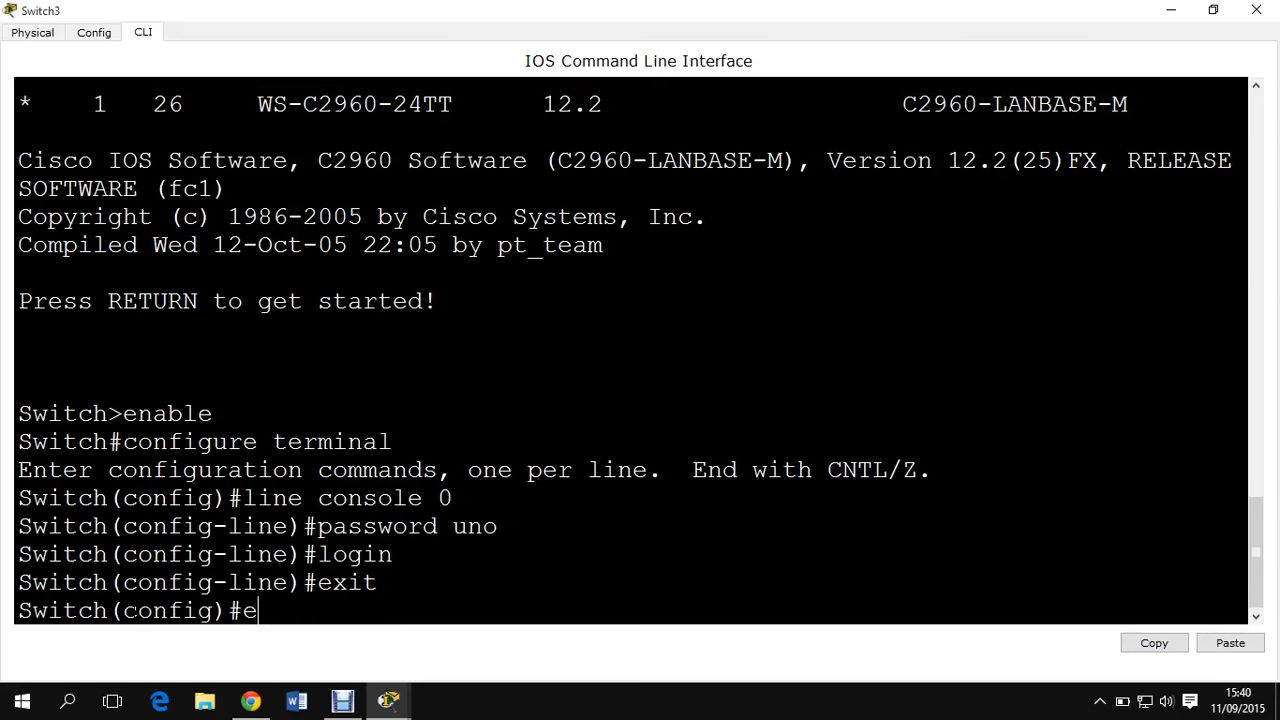 Switch3
Physical Config CLI
IOS Command Line Interface
* 1 26 WS-C2960-24TT 12.2 C2960-LANBASE-M
Cisco IOS Software, C2960 Software (C2960-LANBASE-M), Version 12.2(25)FX, RELEASE
SOFTWARE (fc1)
Copyright (c) 1986-2005 by Cisco Systems, Inc.
Compiled Wed 12-Oct-05 22:05 by pt_team
Press RETURN to get started!
Switch>enable
Switch#configure terminal
Enter configuration commands, one per line. End with CNTL/Z.
Switch(config)#line console 0
Switch(config-line)#password uno
Switch(config-line)#login
Switch(config-line)#exit
Switch(config)#e
Copy Paste
15:40
11/09/2015